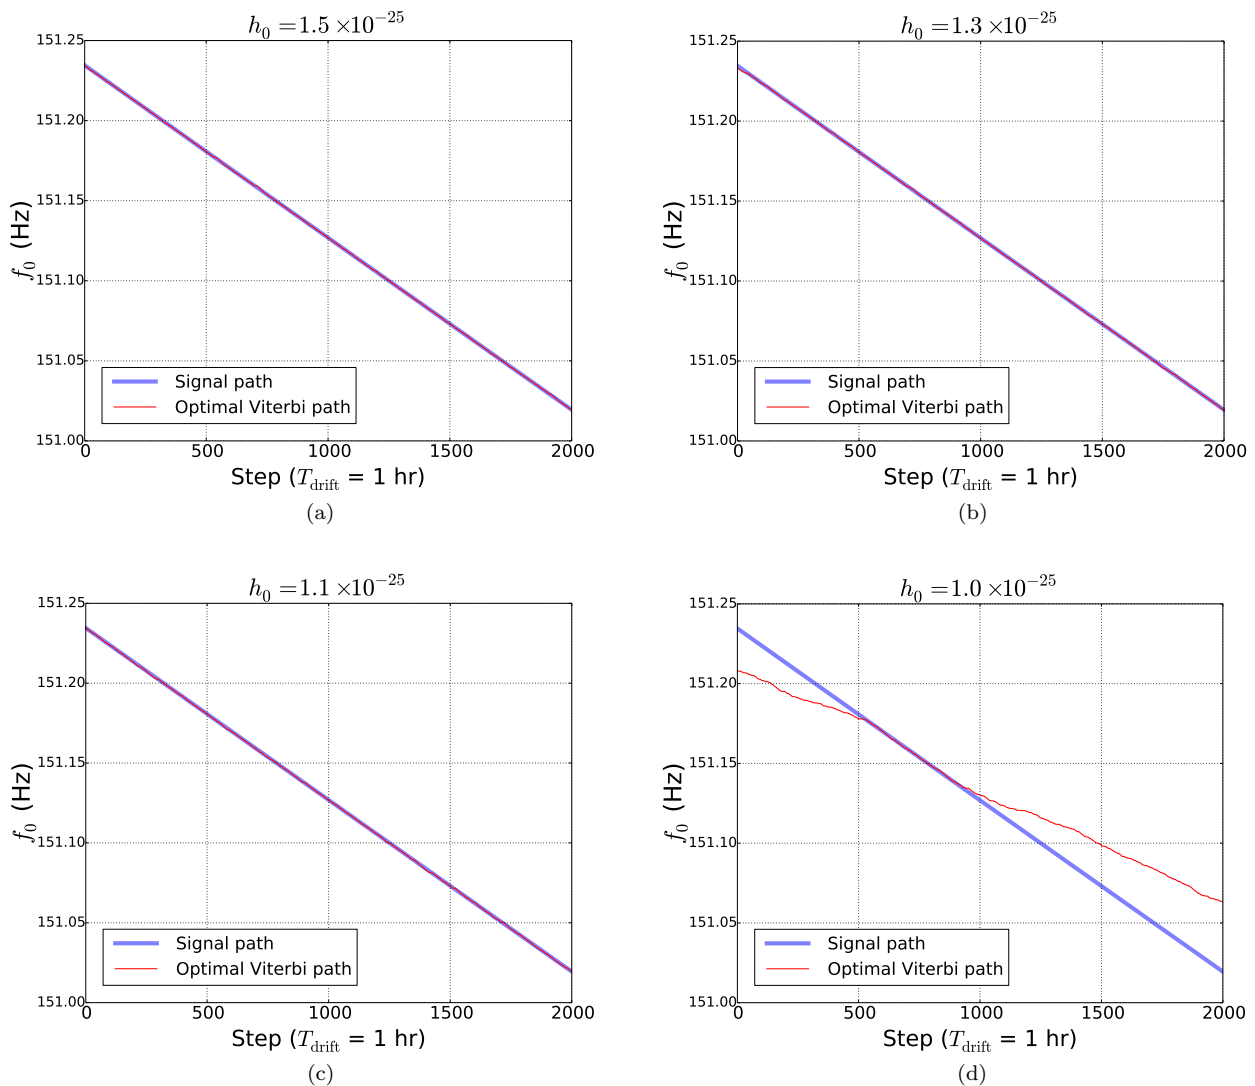 h₀ = 1.5 ×10⁻²⁵
151.25
151.20
151.15
151.10
151.05
151.00
f₀ (Hz)
Signal path
Optimal Viterbi path
0 500 1000 1500 2000
Step (T_drift = 1 hr)
(a)
h₀ = 1.3 ×10⁻²⁵
151.25
151.20
151.15
151.10
151.05
151.00
f₀ (Hz)
Signal path
Optimal Viterbi path
0 500 1000 1500 2000
Step (T_drift = 1 hr)
(b)
h₀ = 1.1 ×10⁻²⁵
151.25
151.20
151.15
151.10
151.05
151.00
f₀ (Hz)
Signal path
Optimal Viterbi path
0 500 1000 1500 2000
Step (T_drift = 1 hr)
(c)
h₀ = 1.0 ×10⁻²⁵
151.25
151.20
151.15
151.10
151.05
151.00
f₀ (Hz)
Signal path
Optimal Viterbi path
0 500 1000 1500 2000
Step (T_drift = 1 hr)
(d)